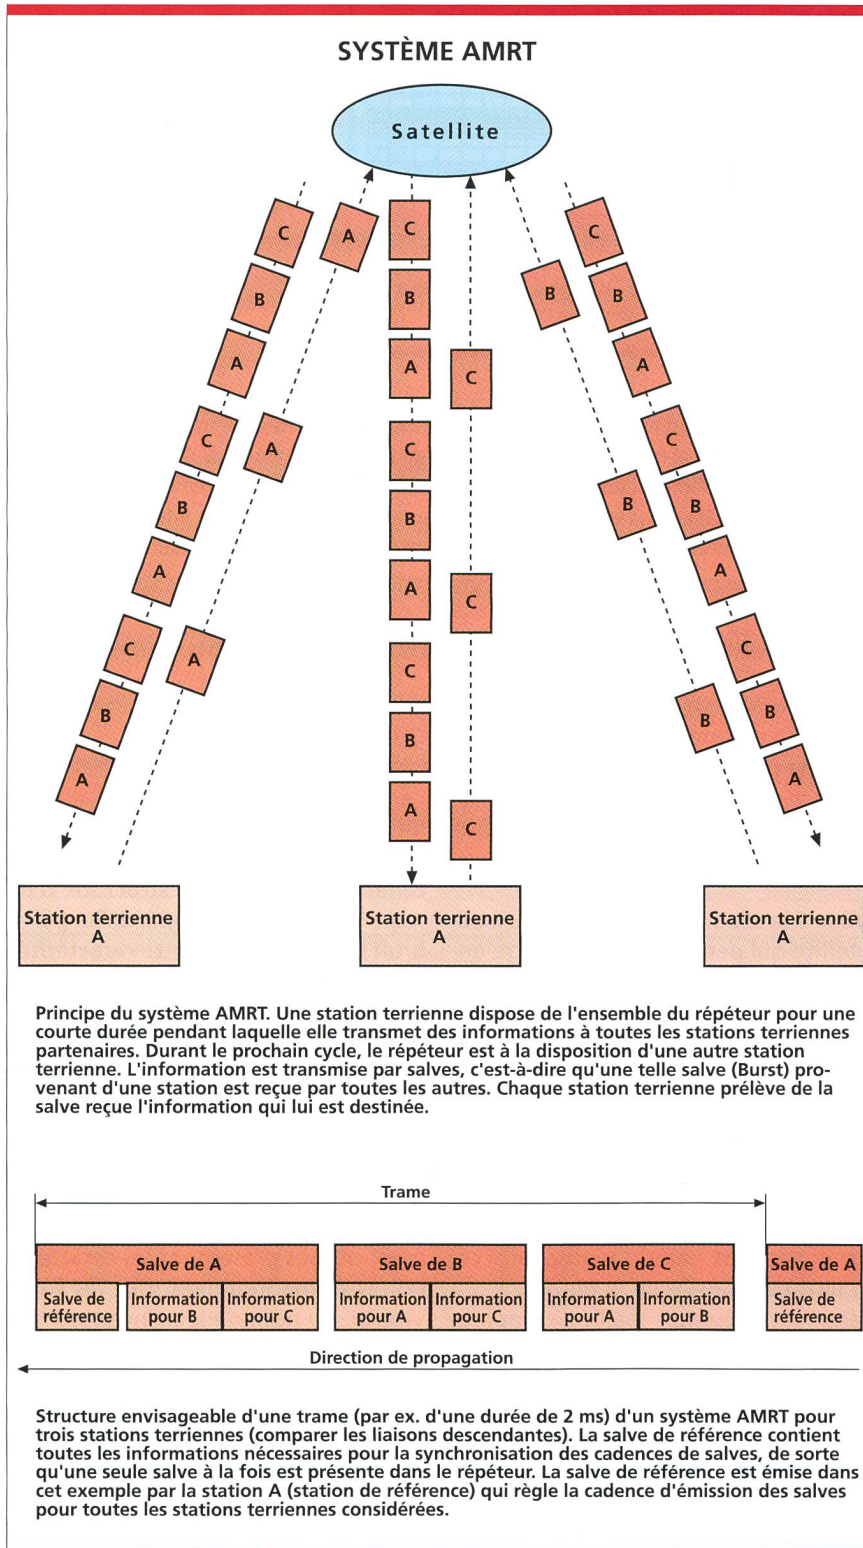 SYSTÈME AMRT
Satellite
C
B
A
C
B
A
C
B
A
A
A
A
C
B
A
C
B
A
C
B
A
C
C
C
B
B
B
C
B
A
C
B
A
C
B
A
Station terrienne
A
Station terrienne
A
Station terrienne
A
Principe du système AMRT. Une station terrienne dispose de l'ensemble du répéteur pour une
courte durée pendant laquelle elle transmet des informations à toutes les stations terriennes
partenaires. Durant le prochain cycle, le répéteur est à la disposition d'une autre station
terrienne. L'information est transmise par salves, c'est-à-dire qu'une telle salve (Burst) pro-
venant d'une station est reçue par toutes les autres. Chaque station terrienne prélève de la
salve reçue l'information qui lui est destinée.
Trame
Salve de A
Salve de B
Salve de C
Salve de A
Salve de
référence
Information
pour B
Information
pour C
Information
pour A
Information
pour C
Information
pour A
Information
pour B
Salve de
référence
Direction de propagation
Structure envisageable d'une trame (par ex. d'une durée de 2 ms) d'un système AMRT pour
trois stations terriennes (comparer les liaisons descendantes). La salve de référence contient
toutes les informations nécessaires pour la synchronisation des cadences de salves, de sorte
qu'une seule salve à la fois est présente dans le répéteur. La salve de référence est émise dans
cet exemple par la station A (station de référence) qui règle la cadence d'émission des salves
pour toutes les stations terriennes considérées.